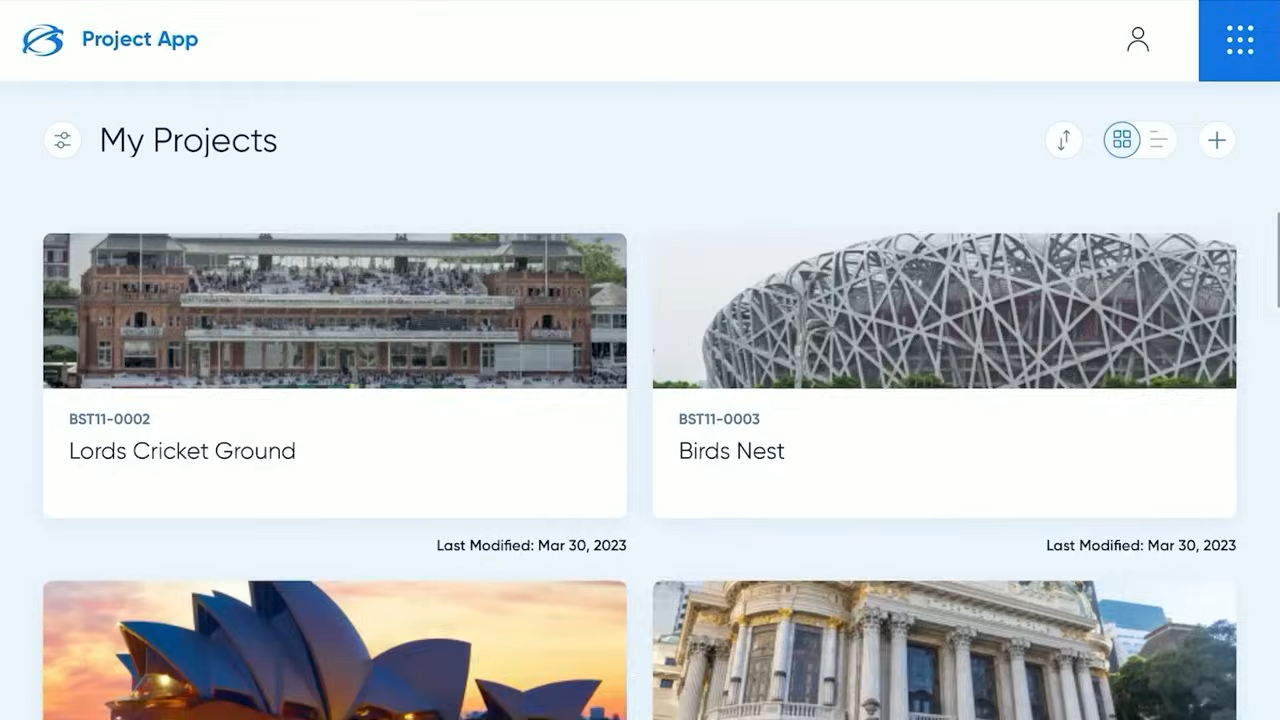 Project App
My Projects
BST11-0002
Lords Cricket Ground
Last Modified: Mar 30, 2023
BST11-0003
Birds Nest
Last Modified: Mar 30, 2023